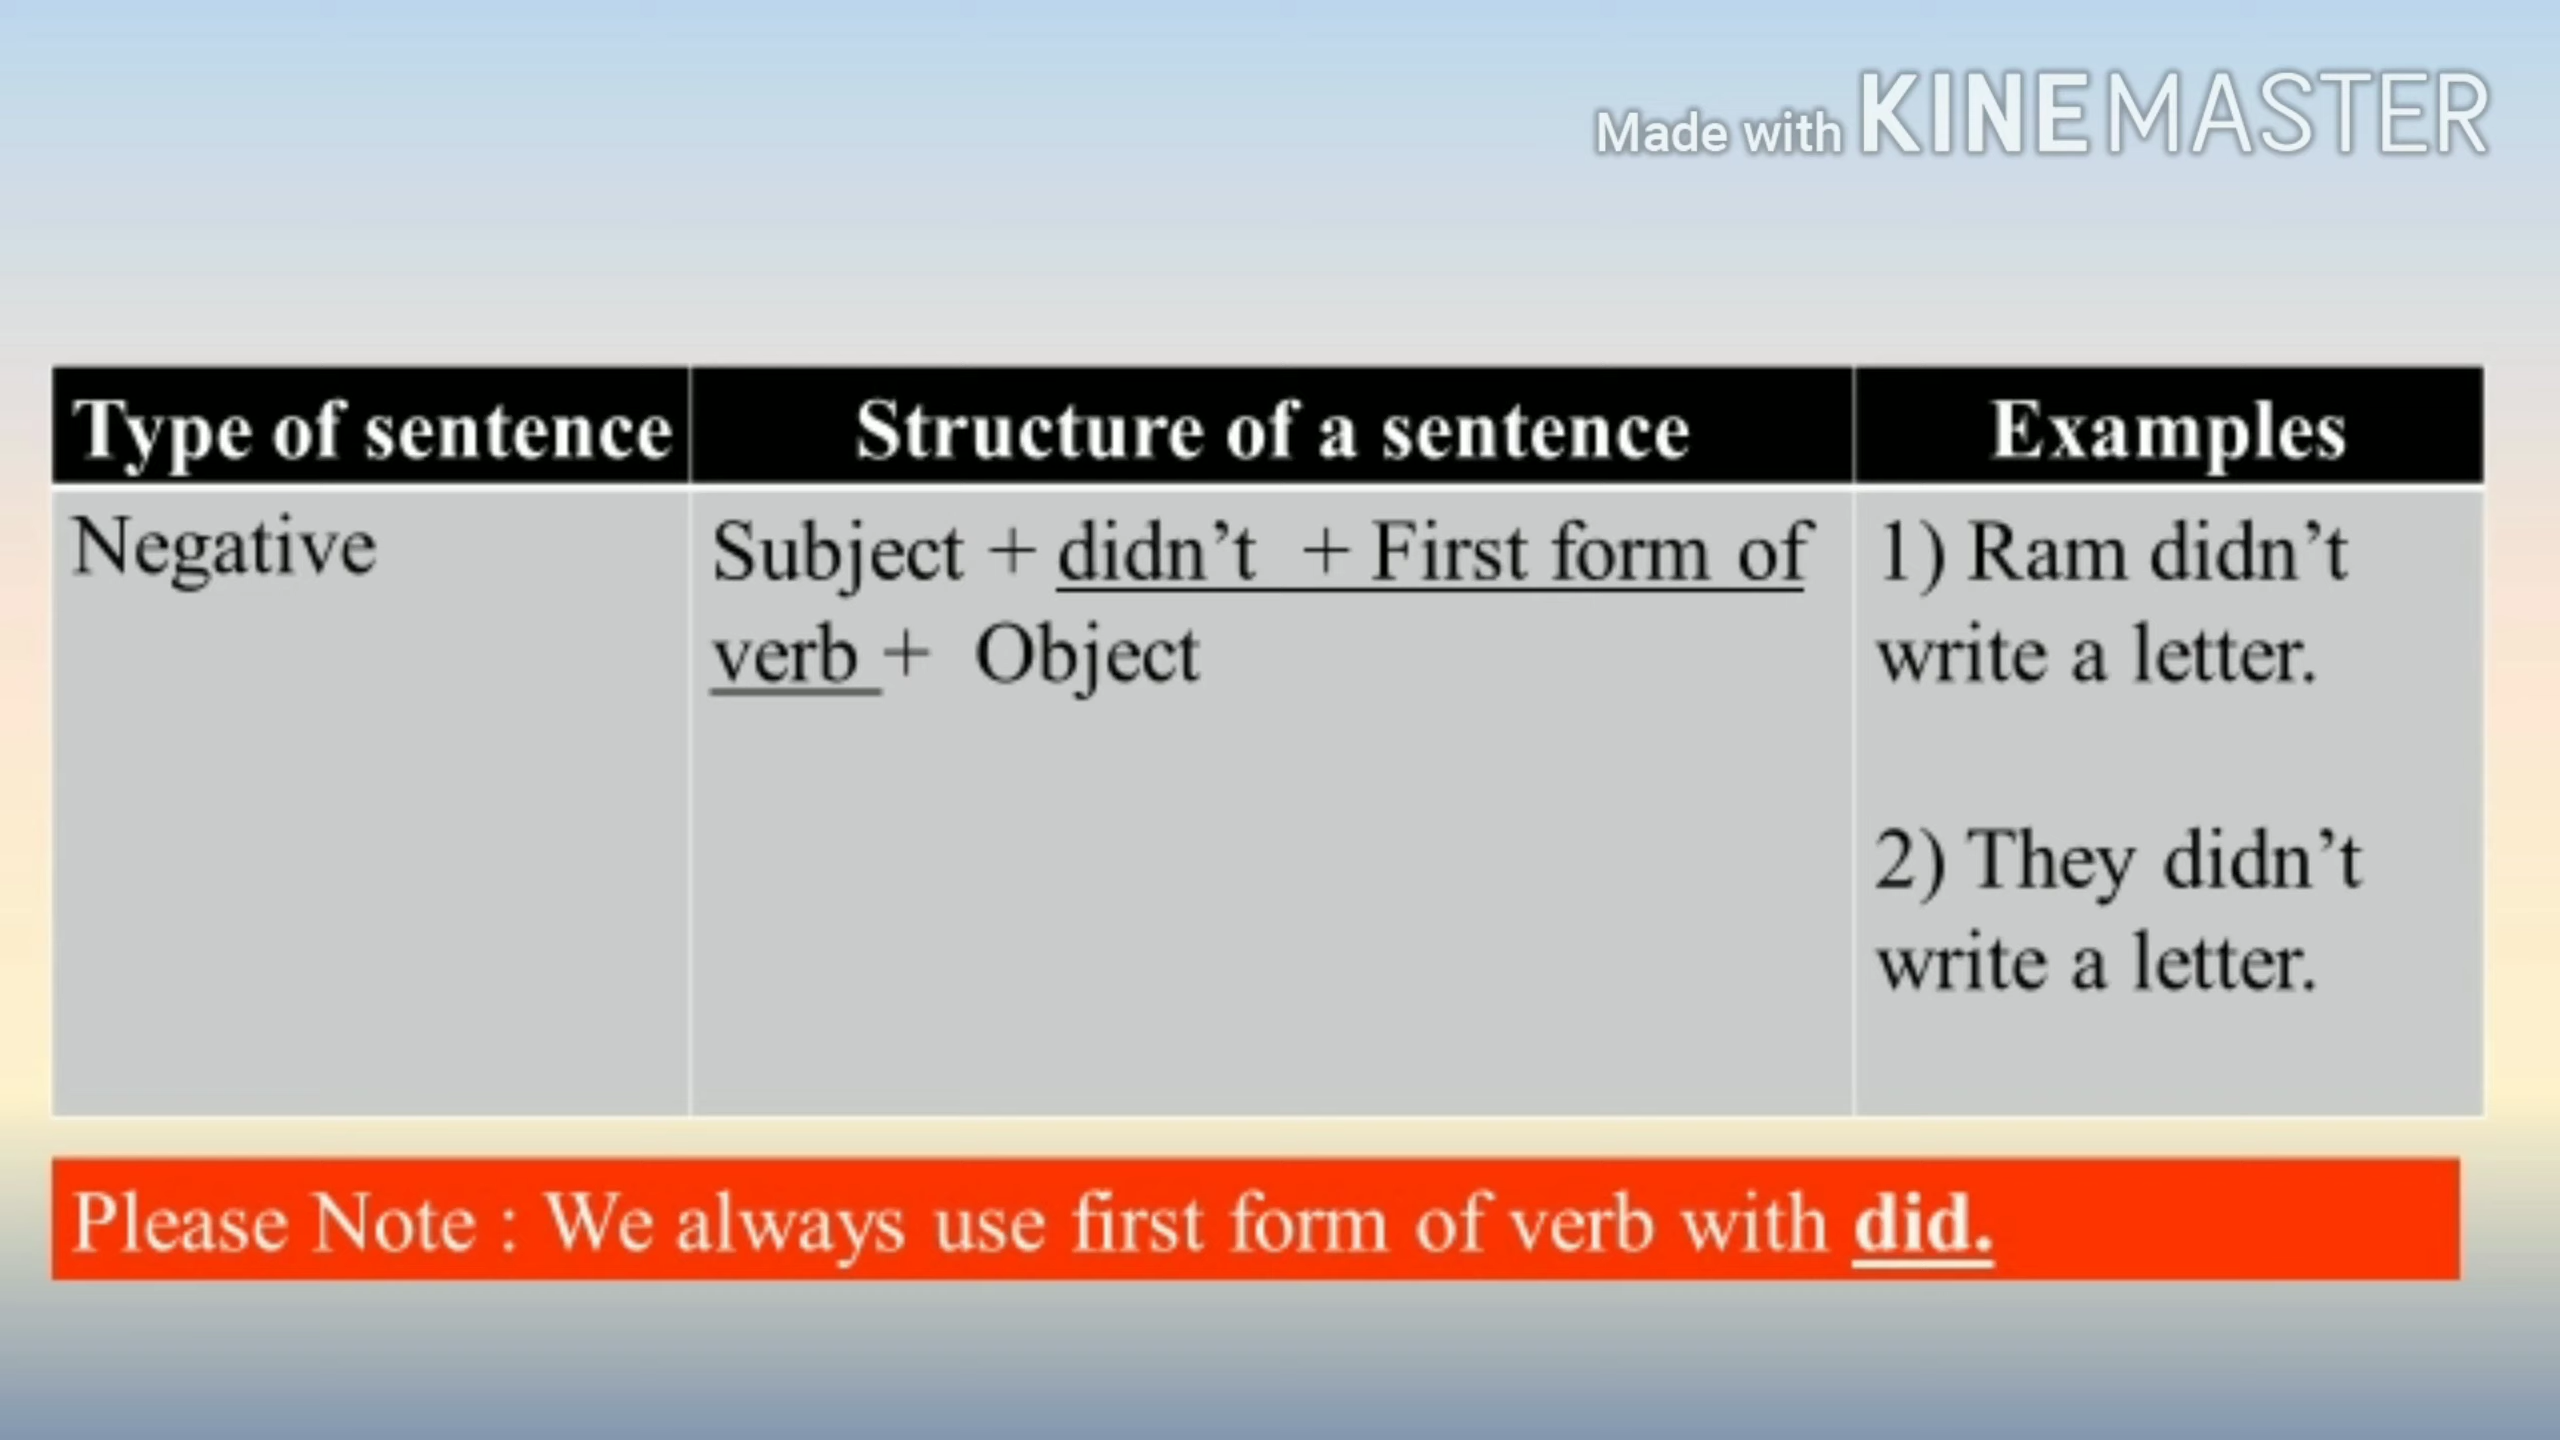 Made with KINEMASTER
Type of sentence Structure of a sentence Examples
Negative
Subject + didn’t + First form of
verb + Object
1) Ram didn’t
write a letter.
2) They didn’t
write a letter.
Please Note : We always use first form of verb with did.